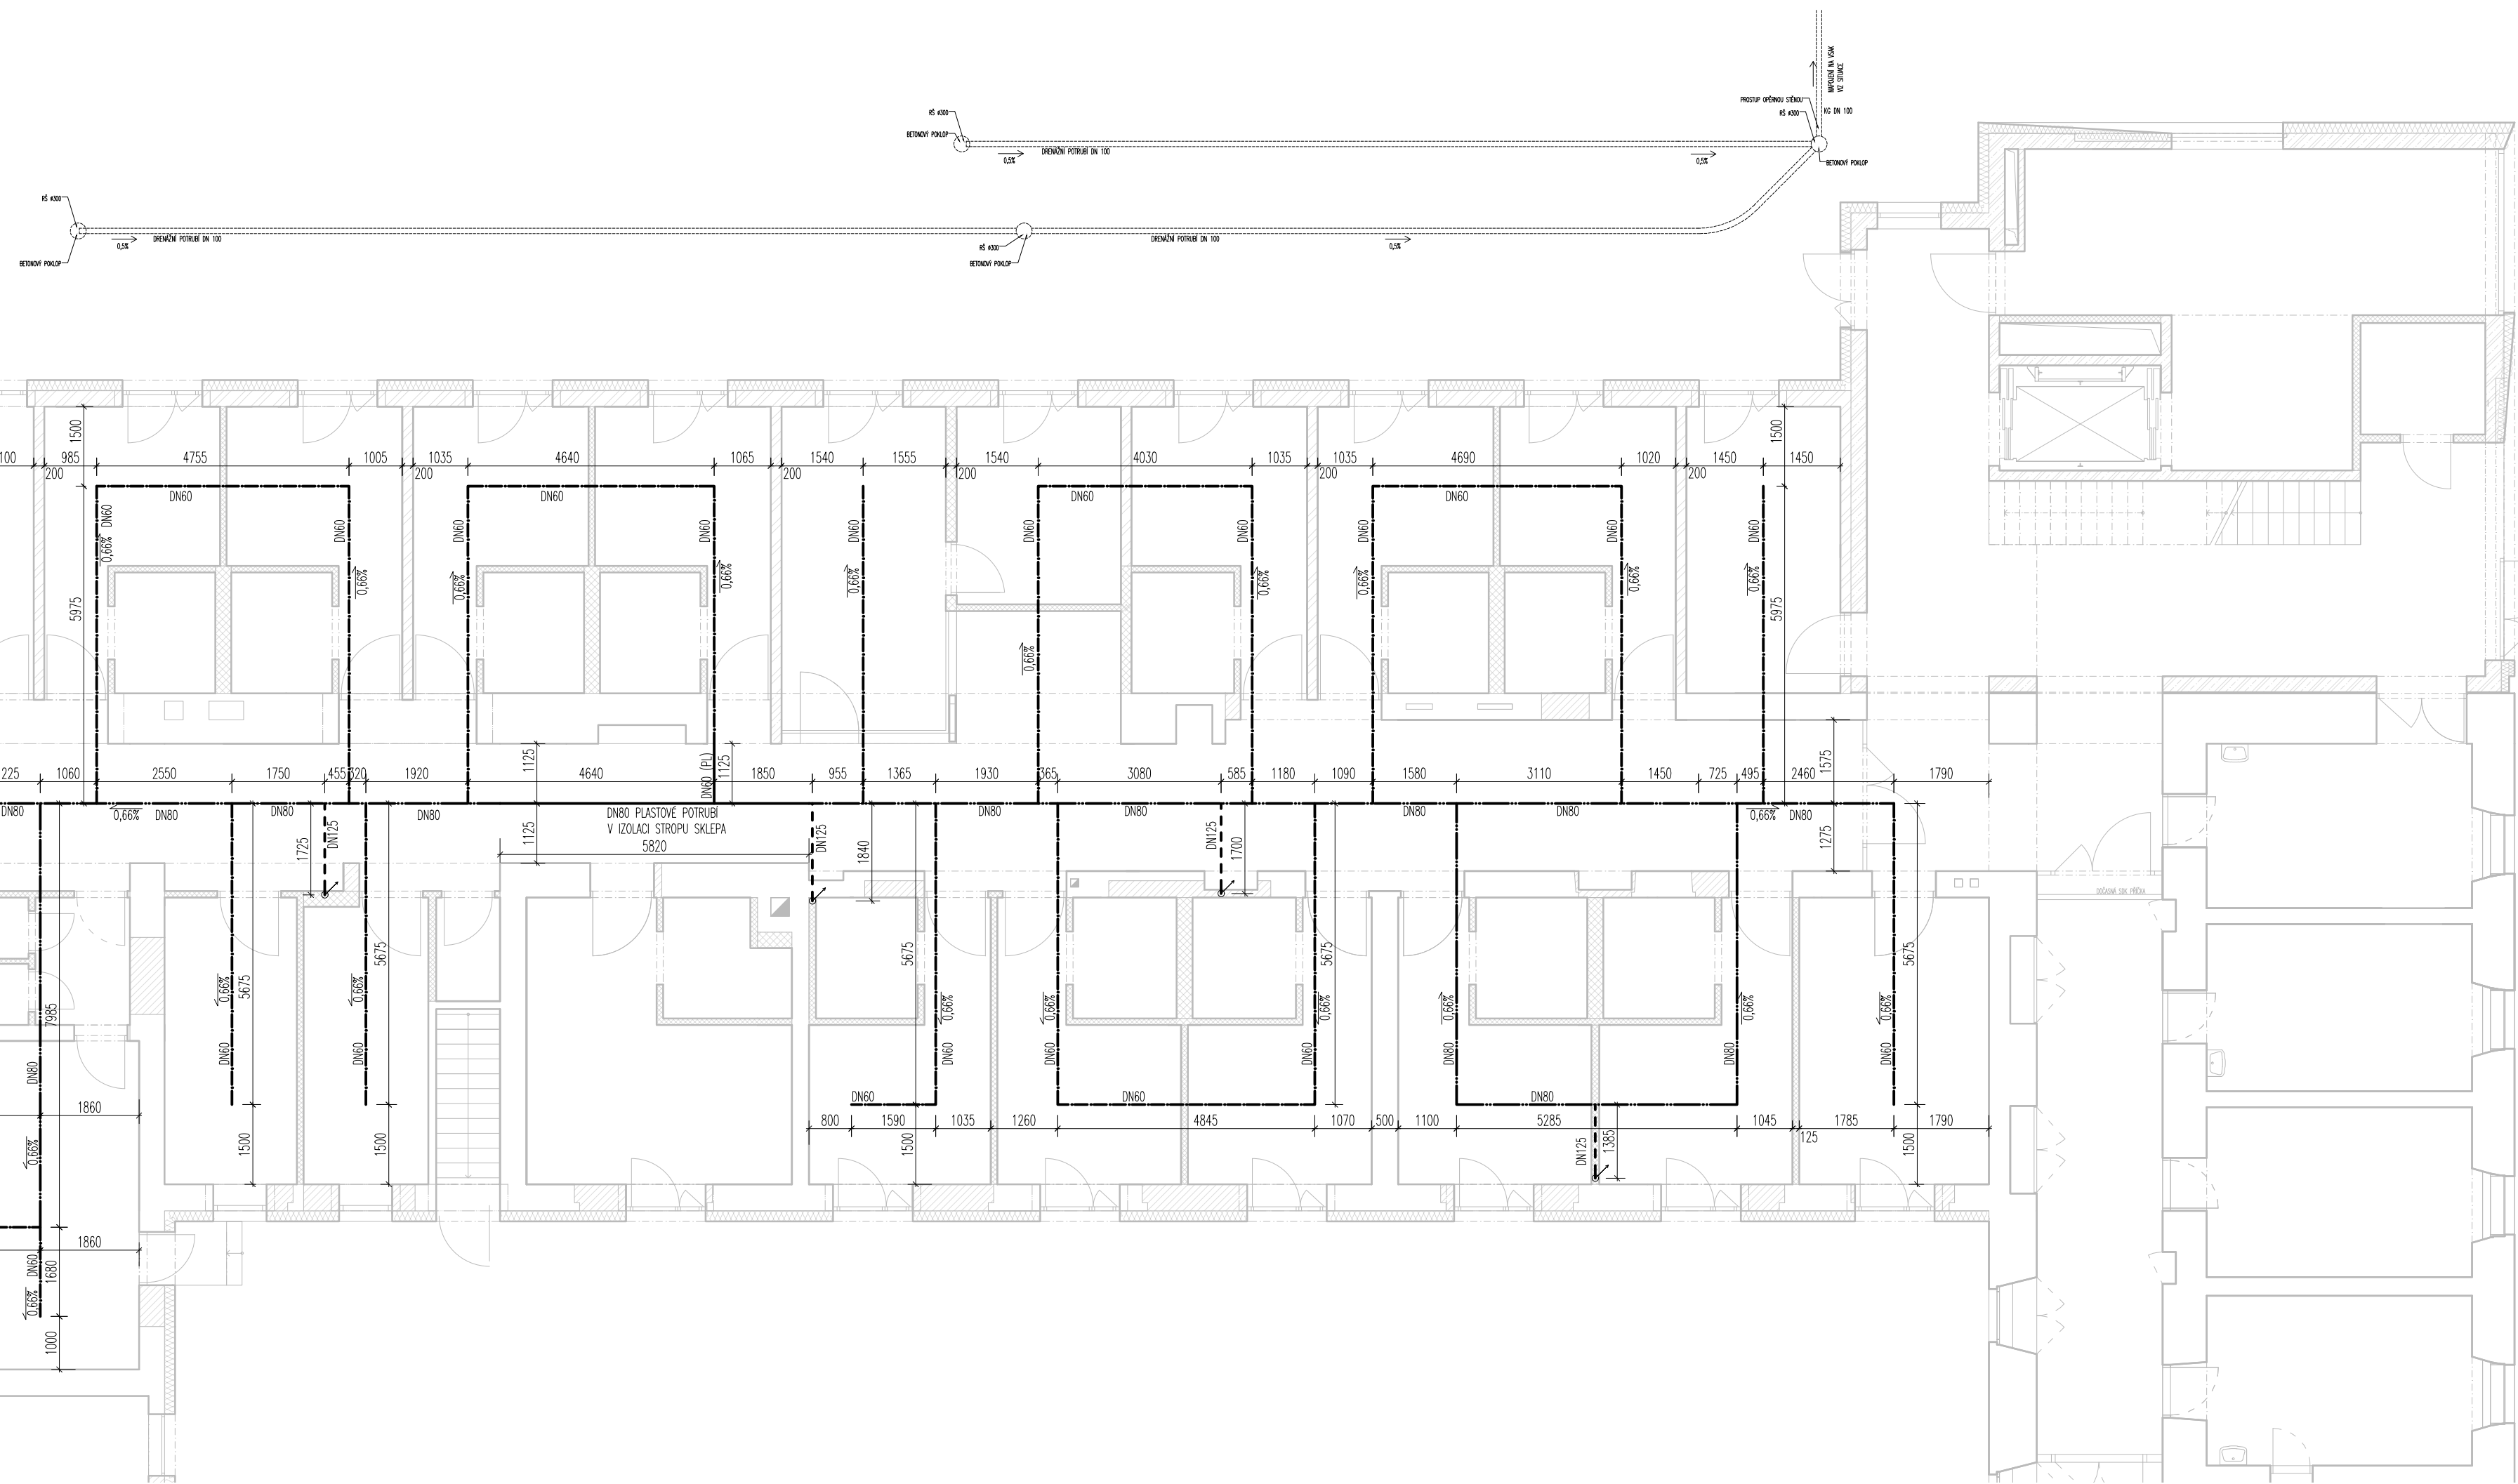 NAPOJENÍ NA VSAK
VIZ SITUACE
PROSTUP OPĚRNOU STĚNOU
RŠ ø300
KG DN 100
RŠ ø300
BETONOVÝ POKLOP
0,5%
DRENÁŽNÍ POTRUBÍ DN 100
0,5%
BETONOVÝ POKLOP
RŠ ø300
0,5%
DRENÁŽNÍ POTRUBÍ DN 100
BETONOVÝ POKLOP
RŠ ø300
BETONOVÝ POKLOP
DRENÁŽNÍ POTRUBÍ DN 100
0,5%
1500
1500
100 985 4755 1005 1035 4640 1065 1540 1555 1540 4030 1035 1035 4690 1020 1450 1450
200 200 200 200 200 200
DN60 DN60 DN60 DN60
DN60 DN60 DN60 DN60 DN60 DN60 DN60 DN60 DN60 DN60
0,66% 0,66% 0,66% 0,66% 0,66% 0,66% 0,66% 0,66% 0,66%
5975
5975
0,66%
1125
DN60 (PL)
1125
1575
225 1060 2550 1750 455 320 1920 4640 1850 955 1365 1930 365 3080 585 1180 1090 1580 3110 1450 725 495 2460 1790
DN80 0,66% DN80 DN80 DN80
DN80 PLASTOVÉ POTRUBÍ
V IZOLACI STROPU SKLEPA
DN80 DN80 DN80 0,66% DN80
1725
DN125
1125
5820
DN125
1840
DN125
1700
1275
DOČASNÁ SDK PŘÍČKA
5675
5675
5675
5675
5675
7985
0,66% 0,66% 0,66% 0,66% 0,66% 0,66% 0,66% 0,66%
DN80 DN60 DN60 DN60 DN60 DN60 DN80 DN80 DN60
DN60 DN60 DN80
1860
800 1590 1035 1260 4845 1070 500 1100 5285 1045 1785 1790
125
0,66%
1500
1500
1500
DN125
1385
1500
1860
DN60
1680
0,66%
1000